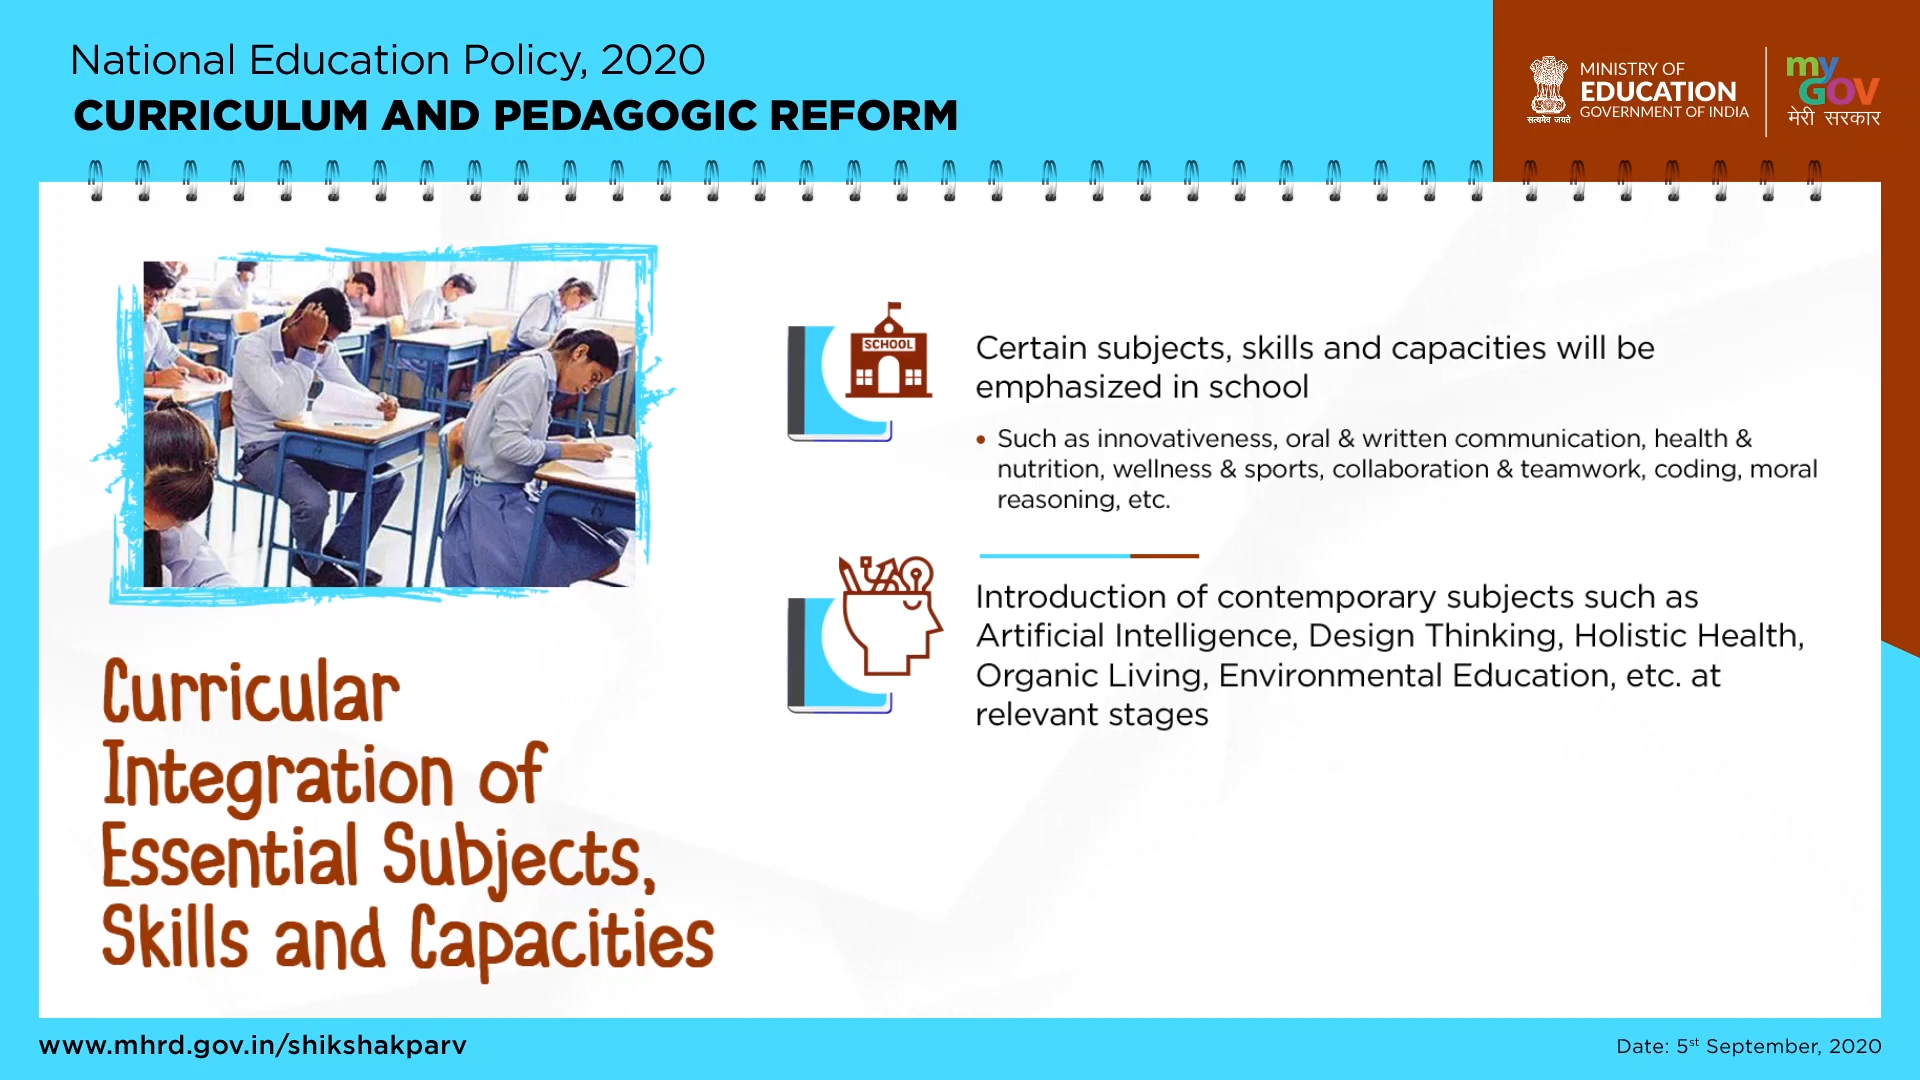 National Education Policy, 2020
CURRICULUM AND PEDAGOGIC REFORM
सत्यमेव जयते
MINISTRY OF
EDUCATION
GOVERNMENT OF INDIA
my
GOV
मेरी सरकार
SCHOOL
Certain subjects, skills and capacities will be
emphasized in school
• Such as innovativeness, oral & written communication, health &
nutrition, wellness & sports, collaboration & teamwork, coding, moral
reasoning, etc.
Introduction of contemporary subjects such as
Artificial Intelligence, Design Thinking, Holistic Health,
Organic Living, Environmental Education, etc. at
relevant stages
Curricular
Integration of
Essential Subjects,
Skills and Capacities
www.mhrd.gov.in/shikshakparv
Date: 5st September, 2020